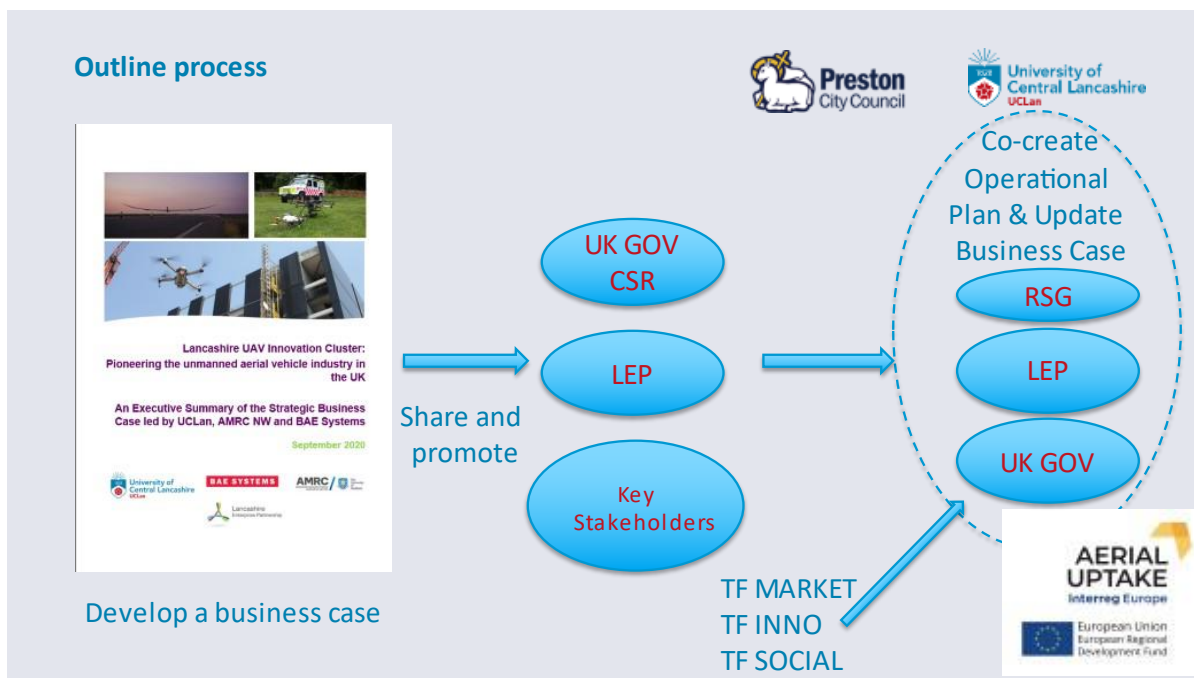 Outline process
Preston
City Council
University of
Central Lancashire
UCLan
Lancashire UAV Innovation Cluster:
Pioneering the unmanned aerial vehicle industry in
the UK
An Executive Summary of the Strategic Business
Case led by UCLan, AMRC NW and BAE Systems
September 2020
University of
Central Lancashire
UCLan
BAE SYSTEMS
AMRC
Lancashire
Enterprise Partnership
Develop a business case
Share and
promote
UK GOV
CSR
LEP
Key
Stakeholders
Co-create
Operational
Plan & Update
Business Case
RSG
LEP
UK GOV
TF MARKET
TF INNO
TF SOCIAL
AERIAL
UPTAKE
Interreg Europe
European Union
European Regional
Development Fund